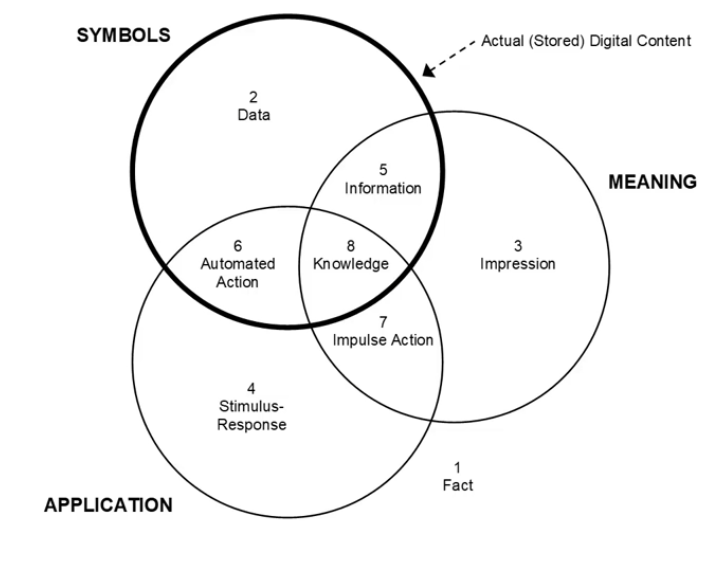 SYMBOLS
Actual (Stored) Digital Content
2
Data
5
Information
MEANING
6
Automated
Action
8
Knowledge
3
Impression
7
Impulse Action
4
Stimulus-
Response
1
Fact
APPLICATION